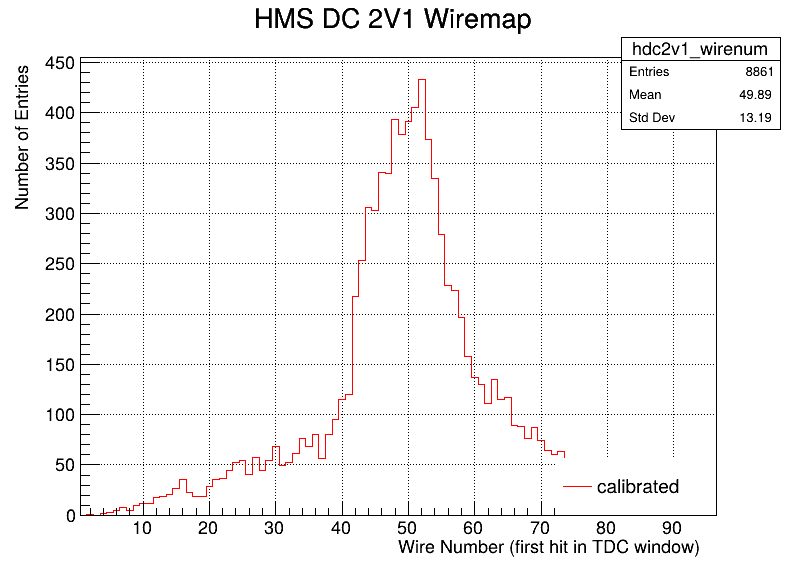 HMS DC 2V1 Wiremap
hdc2v1_wirenum
Entries 8861
Mean 49.89
Std Dev 13.19
Number of Entries
450
400
350
300
250
200
150
100
50
0
10 20 30 40 50 60 70 80 90
calibrated
Wire Number (first hit in TDC window)